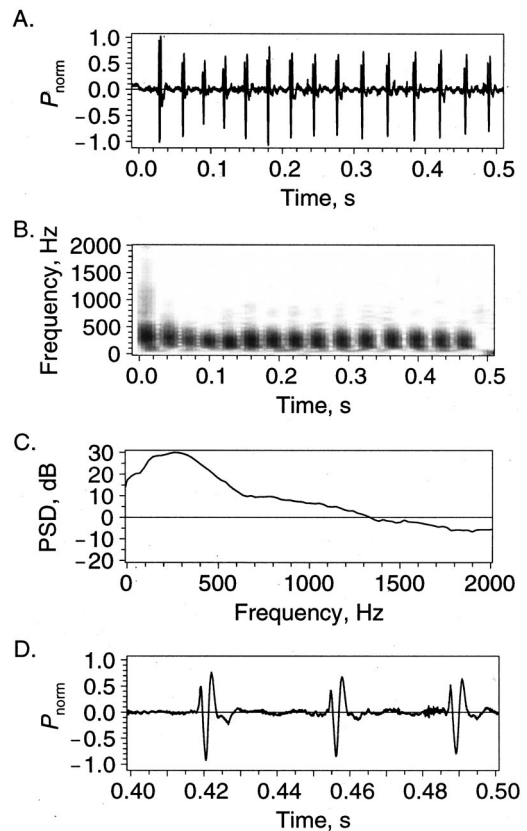 A.
1.0
0.5
0.0
−0.5
−1.0
Pnorm
0.0 0.1 0.2 0.3 0.4 0.5
Time, s
B.
2000
1500
1000
500
0
Frequency, Hz
0.1 0.2 0.3 0.4 0.5
Time, s
C.
30
20
10
0
−10
−20
PSD, dB
0 500 1000 1500 2000
Frequency, Hz
D.
1.0
0.5
0.0
−0.5
−1.0
Pnorm
0.40 0.42 0.44 0.46 0.48 0.50
Time, s